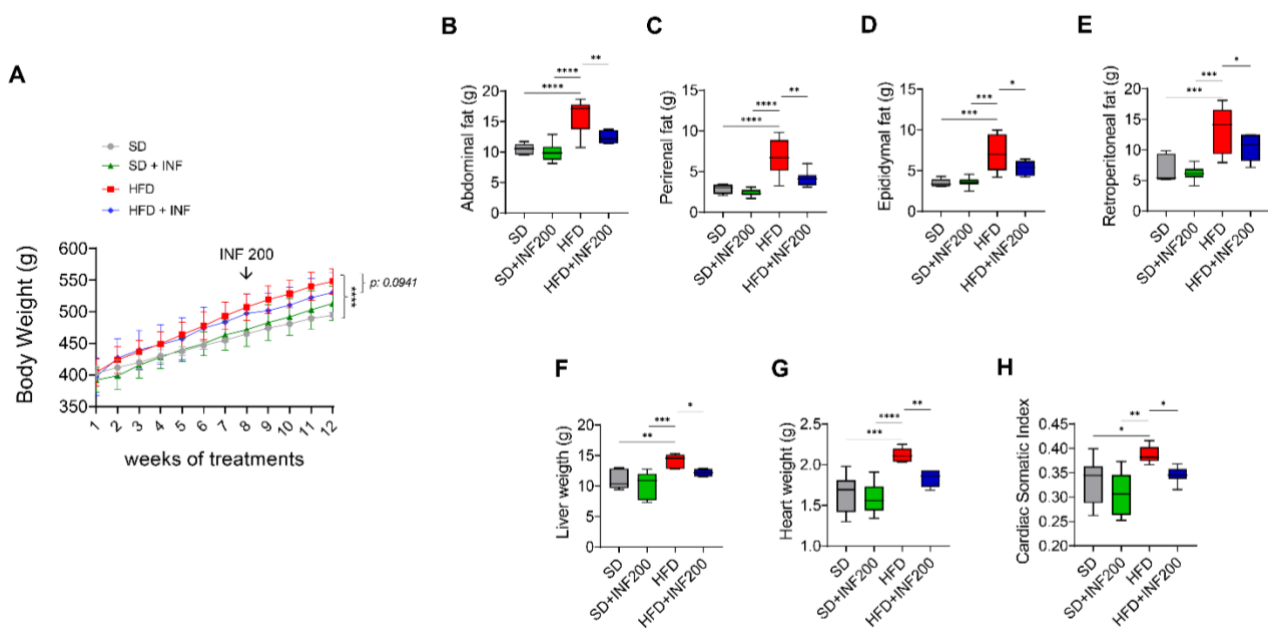 A
SD
SD + INF
HFD
HFD + INF
INF 200
Body Weight (g)
600
550
500
450
400
350
1 2 3 4 5 6 7 8 9 10 11 12
weeks of treatments
****
p: 0.0941
B
Abdominal fat (g)
20
15
10
5
0
****
****
**
SD
SD+INF200
HFD
HFD+INF200
C
Perirenal fat (g)
15
10
5
0
****
****
**
SD
SD+INF200
HFD
HFD+INF200
D
Epididymal fat (g)
15
10
5
0
***
***
*
SD
SD+INF200
HFD
HFD+INF200
E
Retroperitoneal fat (g)
20
15
10
5
0
***
***
*
SD
SD+INF200
HFD
HFD+INF200
F
Liver weigth (g)
20
15
10
5
0
**
***
*
SD
SD+INF200
HFD
HFD+INF200
G
Heart weight (g)
2.5
2.0
1.5
1.0
***
****
**
SD
SD+INF200
HFD
HFD+INF200
H
Cardiac Somatic Index
0.45
0.40
0.35
0.30
0.25
0.20
*
**
*
SD
SD+INF200
HFD
HFD+INF200